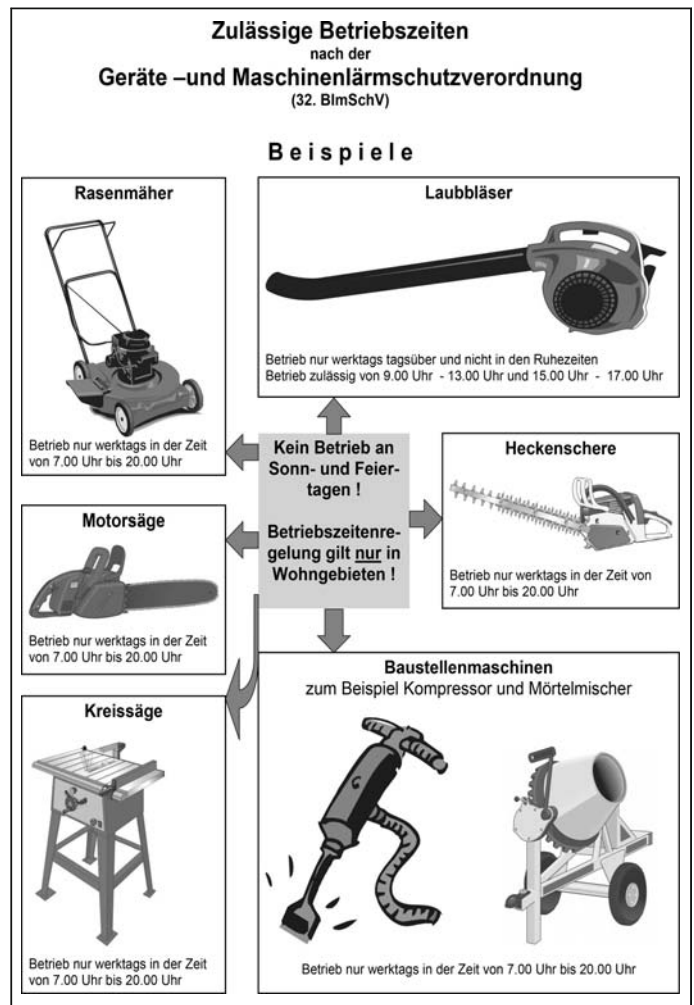 Zulässige Betriebszeiten
nach der
Geräte –und Maschinenlärmschutzverordnung
(32. BImSchV)
Beispiele
Rasenmäher
Betrieb nur werktags in der Zeit
von 7.00 Uhr bis 20.00 Uhr
Laubbläser
Betrieb nur werktags tagsüber und nicht in den Ruhezeiten
Betrieb zulässig von 9.00 Uhr - 13.00 Uhr und 15.00 Uhr - 17.00 Uhr
Kein Betrieb an
Sonn- und Feier-
tagen !
Betriebszeitenre-
gelung gilt nur in
Wohngebieten !
Heckenschere
Betrieb nur werktags in der Zeit von
7.00 Uhr bis 20.00 Uhr
Motorsäge
Betrieb nur werktags in der Zeit
von 7.00 Uhr bis 20.00 Uhr
Kreissäge
Betrieb nur werktags in der Zeit
von 7.00 Uhr bis 20.00 Uhr
Baustellenmaschinen
zum Beispiel Kompressor und Mörtelmischer
Betrieb nur werktags in der Zeit von 7.00 Uhr bis 20.00 Uhr